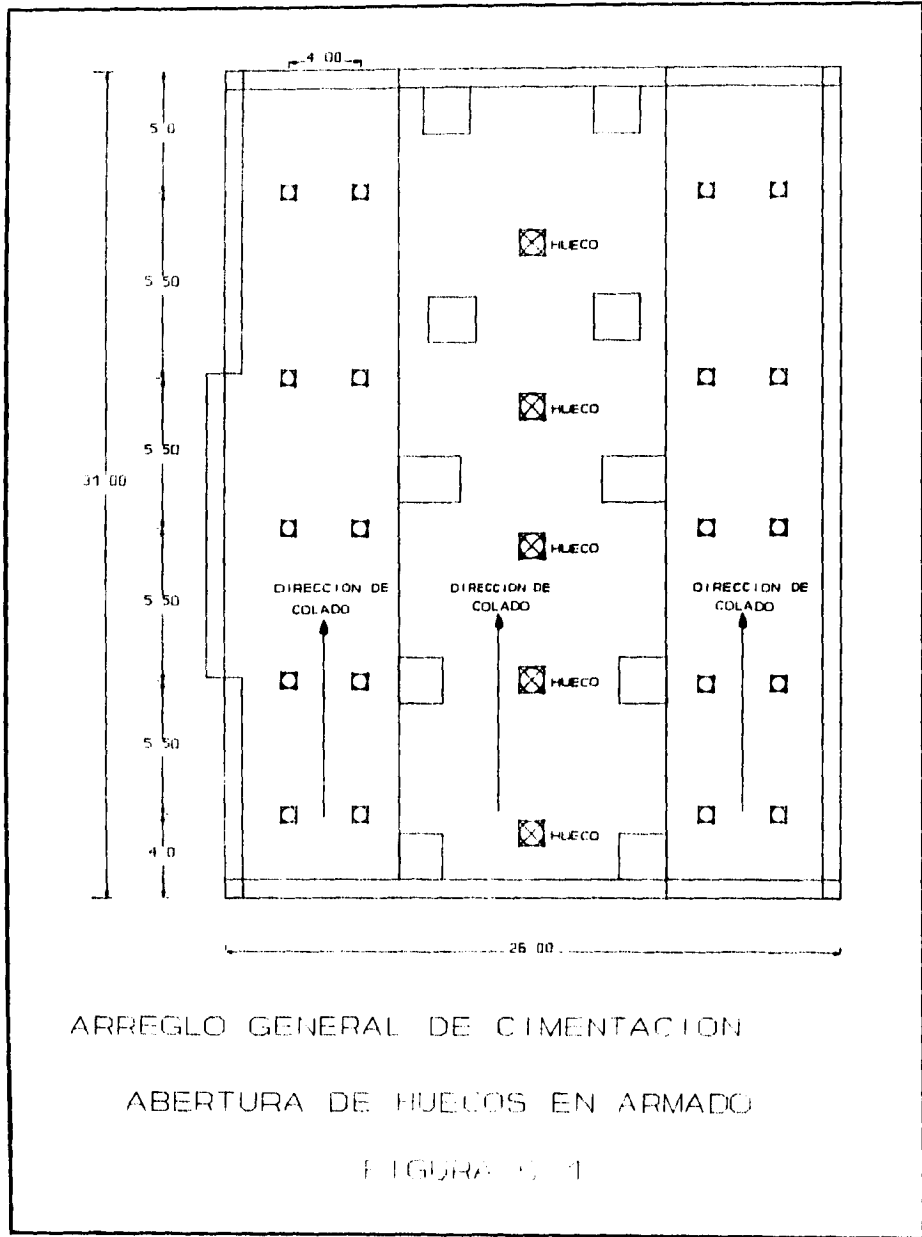 4 00
5 0
HUECO
5 50
HUECO
5 50
31 00
HUECO
DIRECCION DE
COLADO
DIRECCION DE
COLADO
DIRECCION DE
COLADO
5 50
HUECO
5 50
HUECO
4 0
26 00
ARREGLO GENERAL DE CIMENTACION
ABERTURA DE HUECOS EN ARMADO
FIGURA